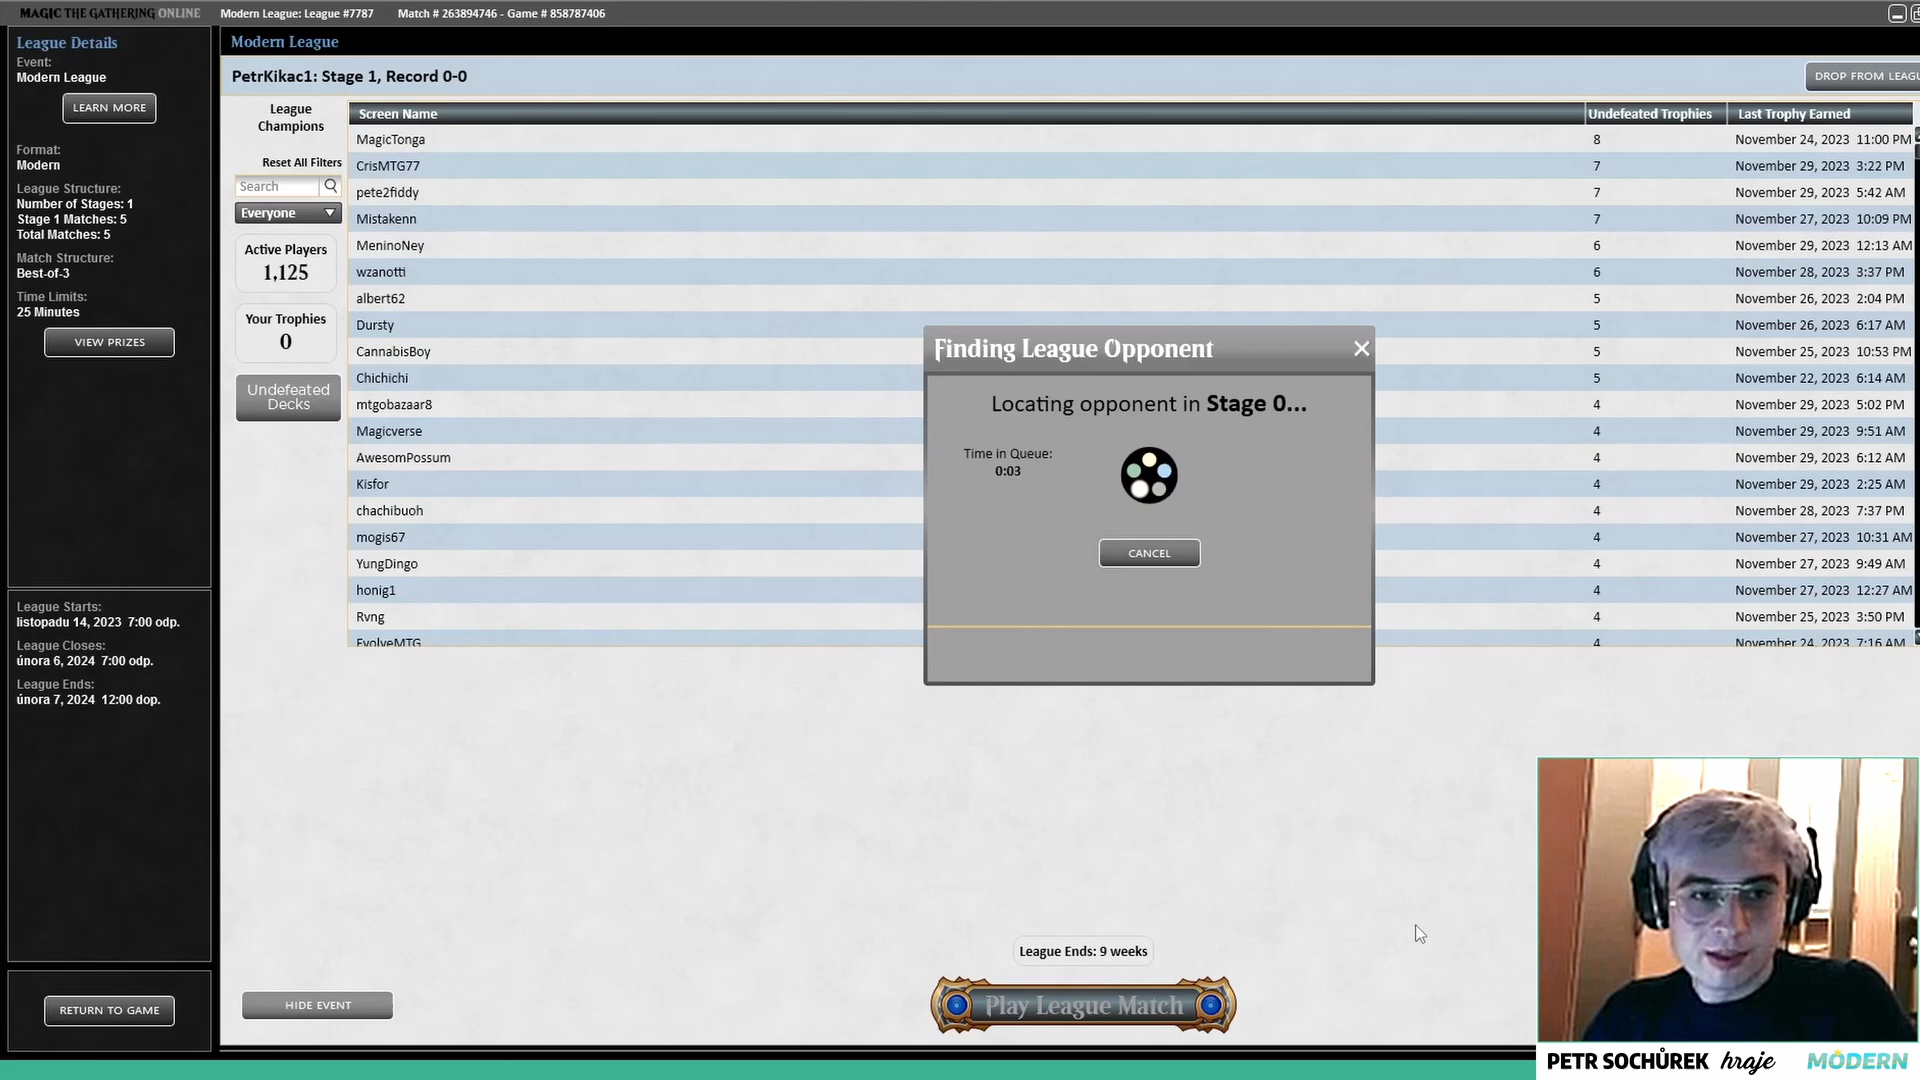 MAGIC THE GATHERING ONLINE
Modern League: League #7787
Match # 263894746 - Game # 858787406
League Details
Event:
Modern League
LEARN MORE
Format:
Modern
League Structure:
Number of Stages: 1
Stage 1 Matches: 5
Total Matches: 5
Match Structure:
Best-of-3
Time Limits:
25 Minutes
VIEW PRIZES
League Starts:
listopadu 14, 2023 7:00 odp.
League Closes:
února 6, 2024 7:00 odp.
League Ends:
února 7, 2024 12:00 dop.
RETURN TO GAME
Modern League
PetrKikac1: Stage 1, Record 0-0
DROP FROM LEAGU
League
Champions
Reset All Filters
Search
Everyone
Active Players
1,125
Your Trophies
0
Undefeated
Decks
Screen Name Undefeated Trophies Last Trophy Earned
MagicTonga 8 November 24, 2023 11:00 PM
CrisMTG77 7 November 29, 2023 3:22 PM
pete2fiddy 7 November 29, 2023 5:42 AM
Mistakenn 7 November 27, 2023 10:09 PM
MeninoNey 6 November 29, 2023 12:13 AM
wzanotti 6 November 28, 2023 3:37 PM
albert62 5 November 26, 2023 2:04 PM
Dursty 5 November 26, 2023 6:17 AM
CannabisBoy 5 November 25, 2023 10:53 PM
Chichichi 5 November 22, 2023 6:14 AM
mtgobazaar8 4 November 29, 2023 5:02 PM
Magicverse 4 November 29, 2023 9:51 AM
AwesomPossum 4 November 29, 2023 6:12 AM
Kisfor 4 November 29, 2023 2:25 AM
chachibuoh 4 November 28, 2023 7:37 PM
mogis67 4 November 27, 2023 10:31 AM
YungDingo 4 November 27, 2023 9:49 AM
honig1 4 November 27, 2023 12:27 AM
Rvng 4 November 25, 2023 3:50 PM
EvolveMTG 4 November 24, 2023 7:16 AM
Finding League Opponent
Locating opponent in Stage 0...
Time in Queue:
0:03
CANCEL
League Ends: 9 weeks
Play League Match
HIDE EVENT
PETR SOCHŮREK hraje MODERN